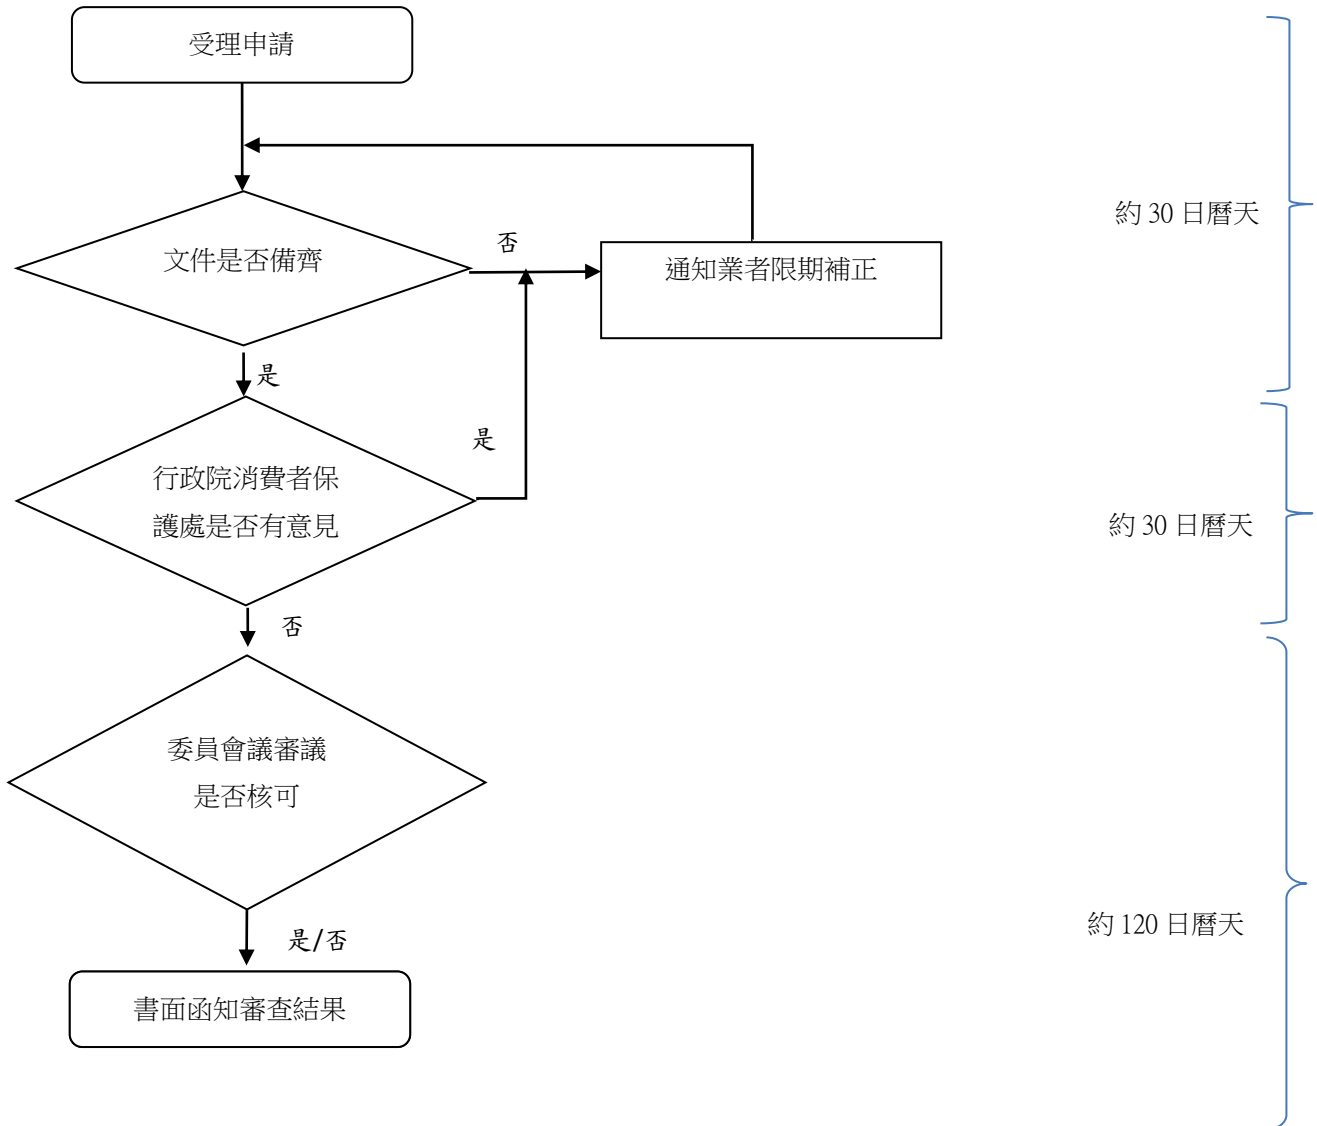 受理申請
文件是否備齊
否
通知業者限期補正
約 30 日曆天
是
行政院消費者保
護處是否有意見
是
約 30 日曆天
否
委員會議審議
是否核可
約 120 日曆天
是/否
書面函知審查結果